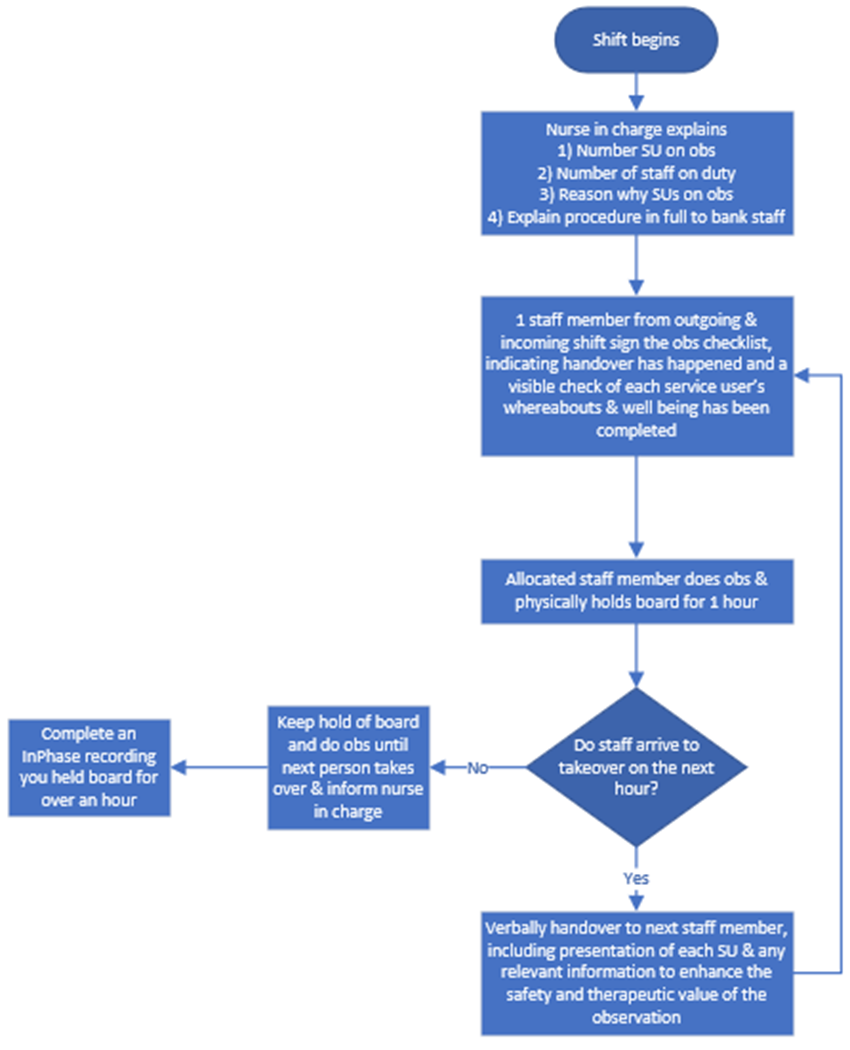 Shift begins
Nurse in charge explains
1) Number SU on obs
2) Number of staff on duty
3) Reason why SUs on obs
4) Explain procedure in full to bank staff
1 staff member from outgoing &
incoming shift sign the obs checklist,
indicating handover has happened and a
visible check of each service user's
whereabouts & well being has been
completed
Allocated staff member does obs &
physically holds board for 1 hour
Do staff arrive to
takeover on the next
hour?
No
Keep hold of board
and do obs until
next person takes
over & inform nurse
in charge
Complete an
InPhase recording
you held board for
over an hour
Yes
Verbally handover to next staff member,
including presentation of each SU & any
relevant information to enhance the
safety and therapeutic value of the
observation